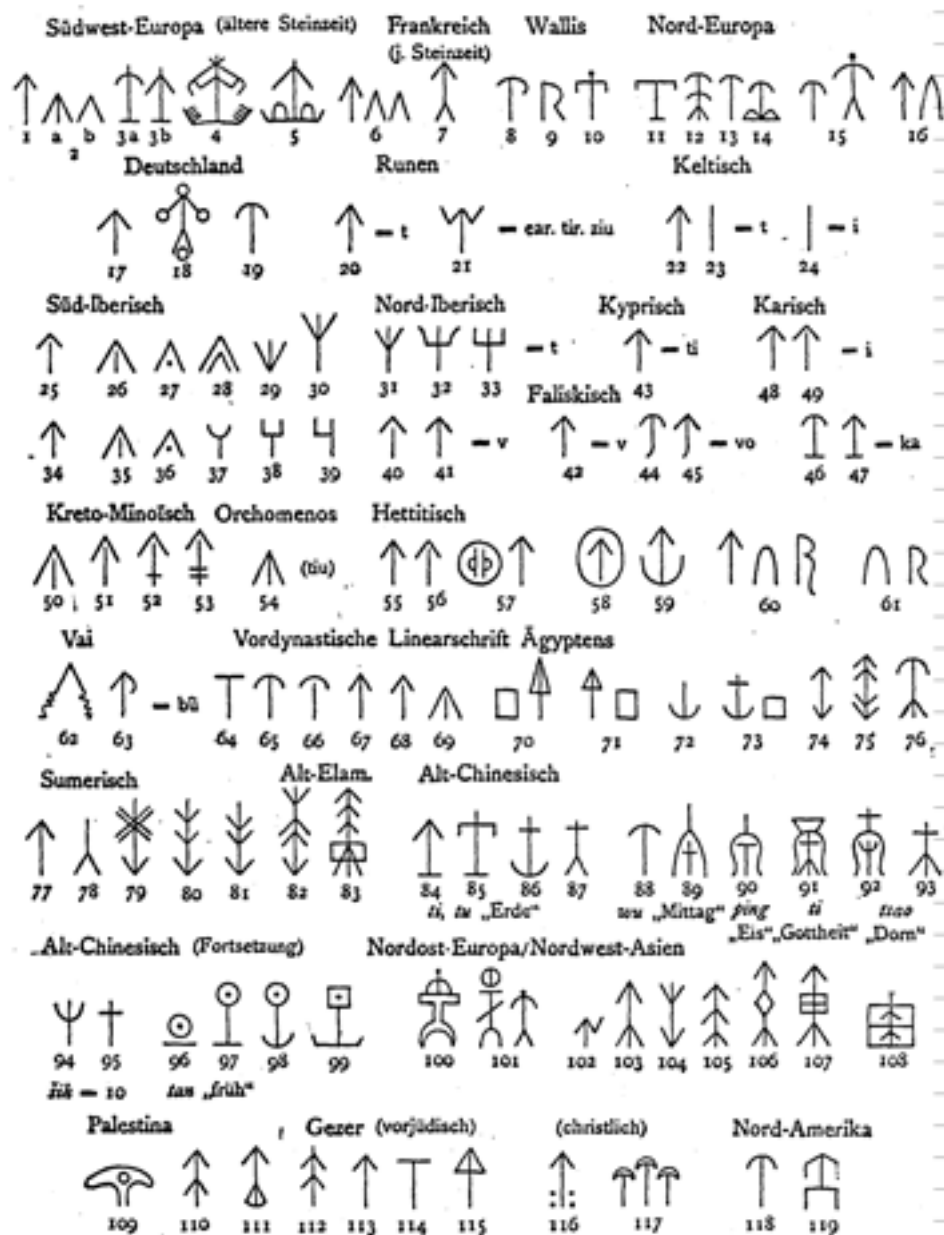 Südwest-Europa (ältere Steinzeit) Frankreich Wallis Nord-Europa
(j. Steinzeit)
1 a b 3a 3b 4 5 6 7 8 9 10 11 12 13 14 15 16
2
Deutschland Runen Keltisch
– t – ear. tir. ziu – t – i
17 18 19 20 21 22 23 24
Süd-Iberisch Nord-Iberisch Kyprisch Karisch
– t – ti – i
25 26 27 28 29 30 31 32 33 43 48 49
Faliskisch
– v – v – vo – ka
34 35 36 37 38 39 40 41 42 44 45 46 47
Kreto-Minoïsch Orchomenos Hettitisch
(tiu)
50 51 52 53 54 55 56 57 58 59 60 61
Vai Vordynastische Linearschrift Ägyptens
– bū
62 63 64 65 66 67 68 69 70 71 72 73 74 75 76
Sumerisch Alt-Elam. Alt-Chinesisch
77 78 79 80 81 82 83 84 85 86 87 88 89 90 91 92 93
ti, tu „Erde“ „Mittag“ ping ti
„Eis“ „Gottheit“ „Dorn“
Alt-Chinesisch (Fortsetzung) Nordost-Europa/Nordwest-Asien
94 95 96 97 98 99 100 101 102 103 104 105 106 107 108
– 10 tan „früh“
Palestina Gezer (vorjüdisch) (christlich) Nord-Amerika
109 110 111 112 113 114 115 116 117 118 119